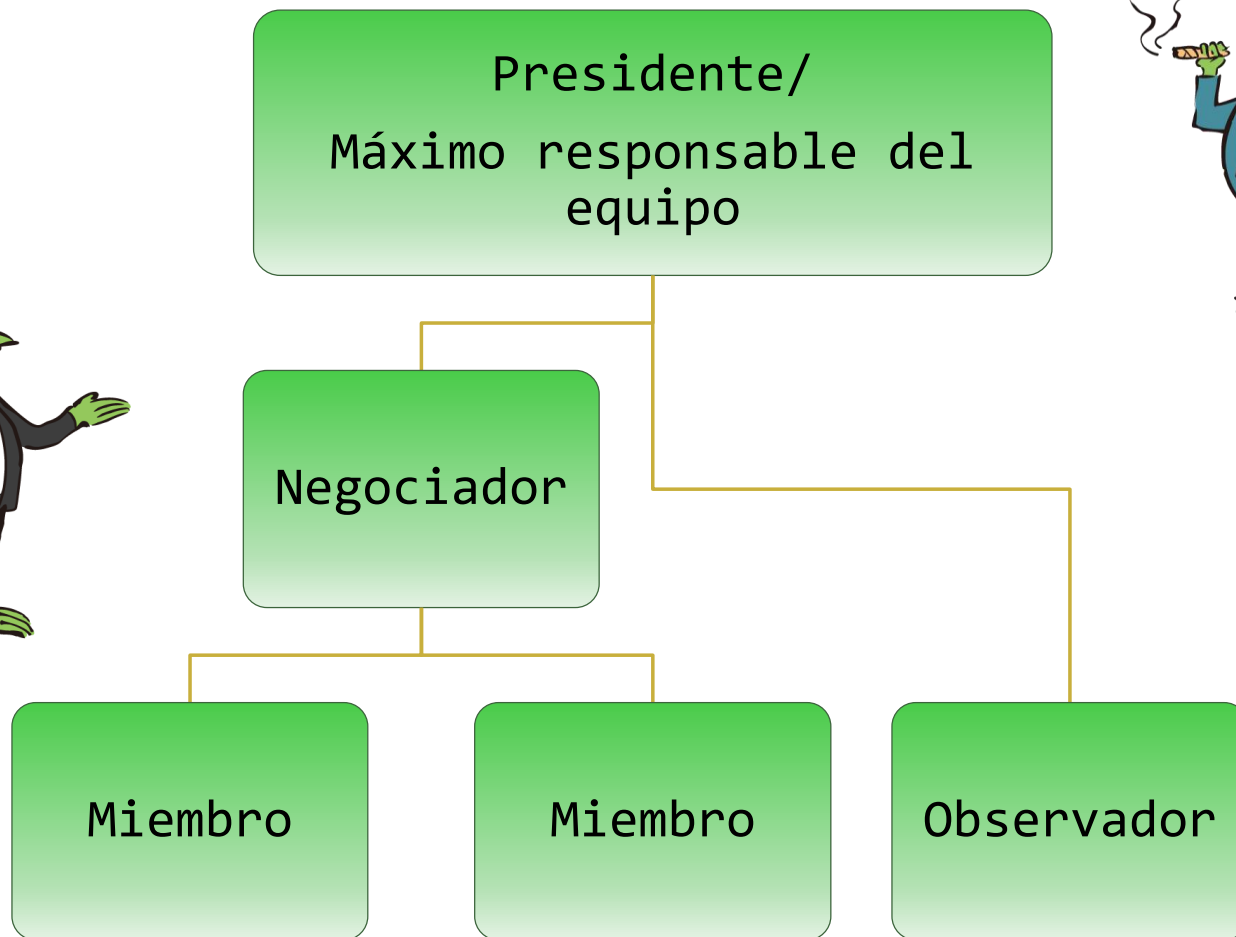 Presidente/
Máximo responsable del
equipo
Negociador
Miembro
Miembro
Observador